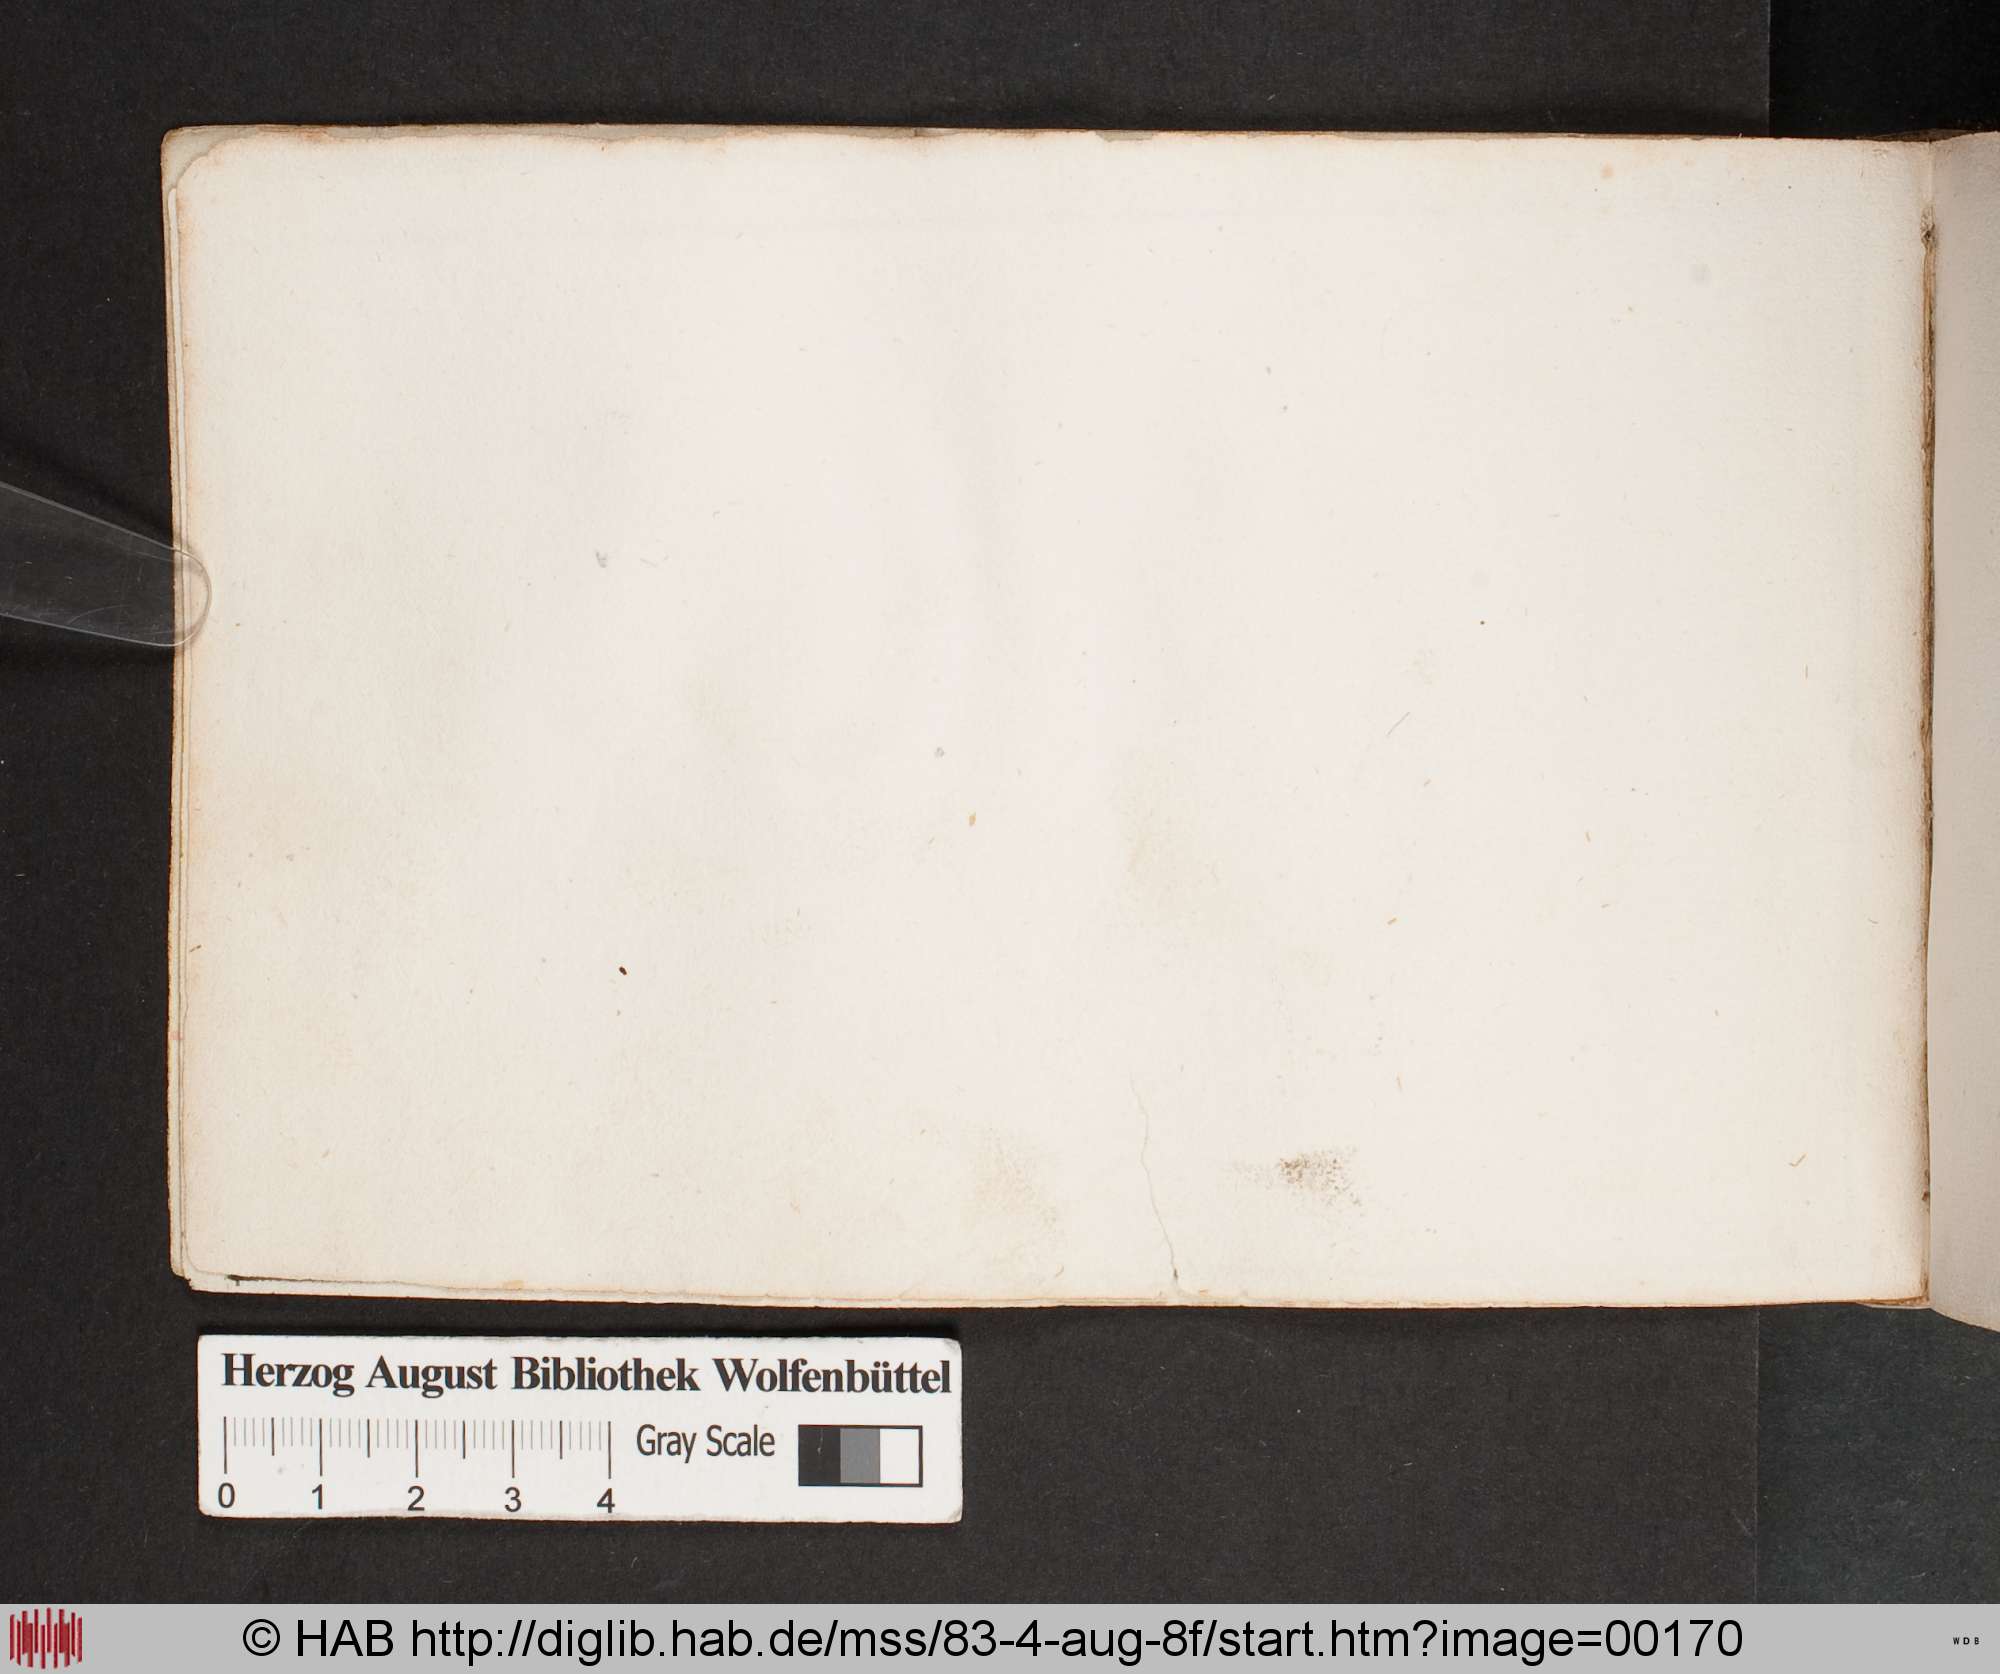 Herzog August Bibliothek Wolfenbüttel
Gray Scale
0 1 2 3 4
© HAB http://diglib.hab.de/mss/83-4-aug-8f/start.htm?image=00170
WDB